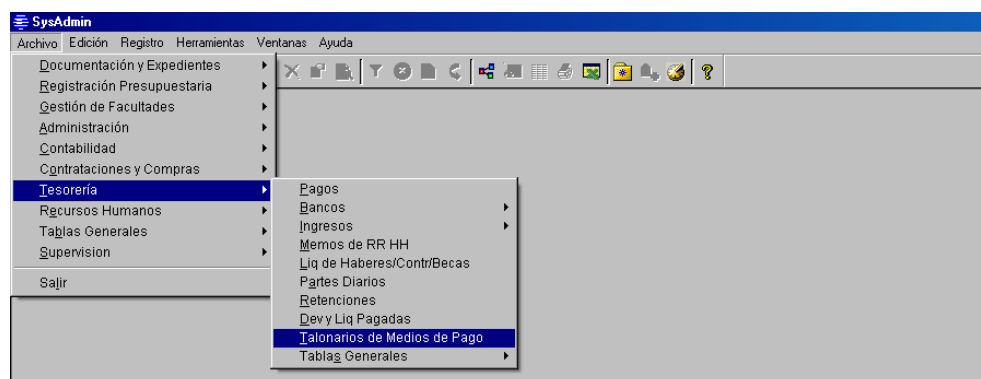 SysAdmin
Archivo Edición Registro Herramientas Ventanas Ayuda
Documentación y Expedientes
Registración Presupuestaria
Gestión de Facultades
Administración
Contabilidad
Contrataciones y Compras
Tesorería
Recursos Humanos
Tablas Generales
Supervision
Salir
Pagos
Bancos
Ingresos
Memos de RR HH
Liq de Haberes/Contr/Becas
Partes Diarios
Retenciones
Dev y Liq Pagadas
Talonarios de Medios de Pago
Tablas Generales